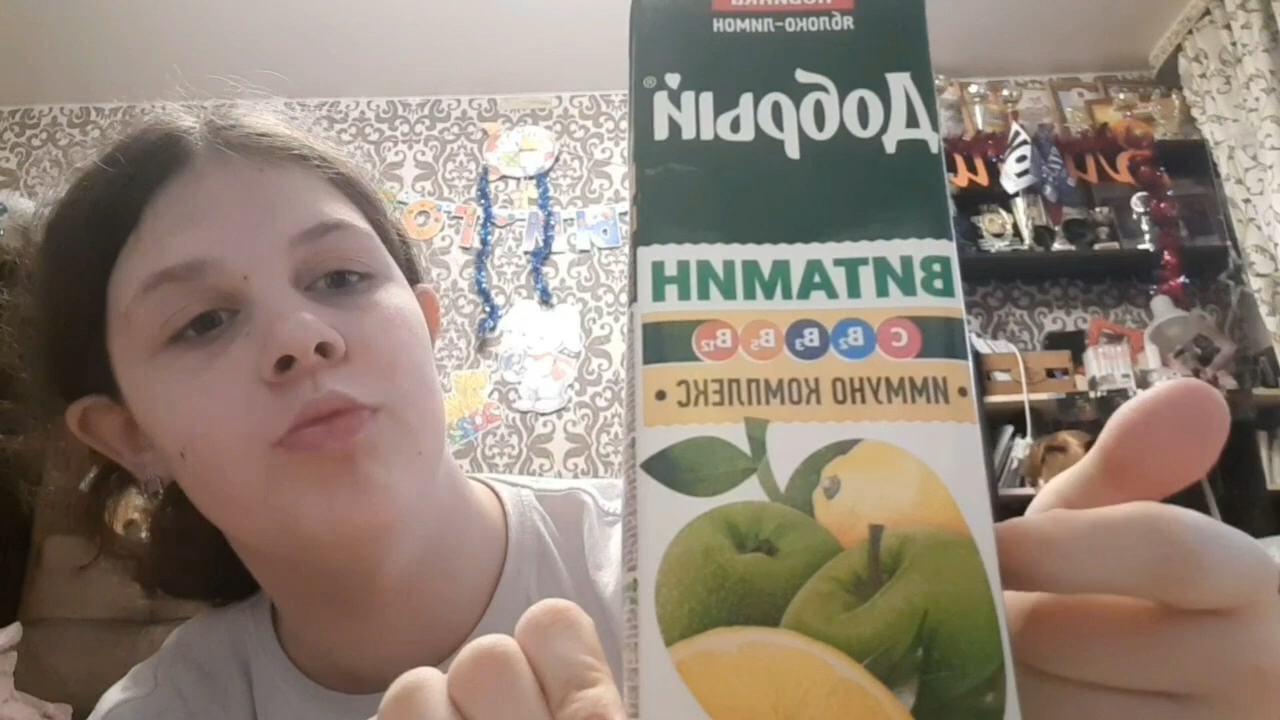 НОВИНКА
ЯБЛОКО-ЛИМОН
Добрый®
ВИТАМИН
C B2 B3 B5 B12
• ИММУНО КОМПЛЕКС •